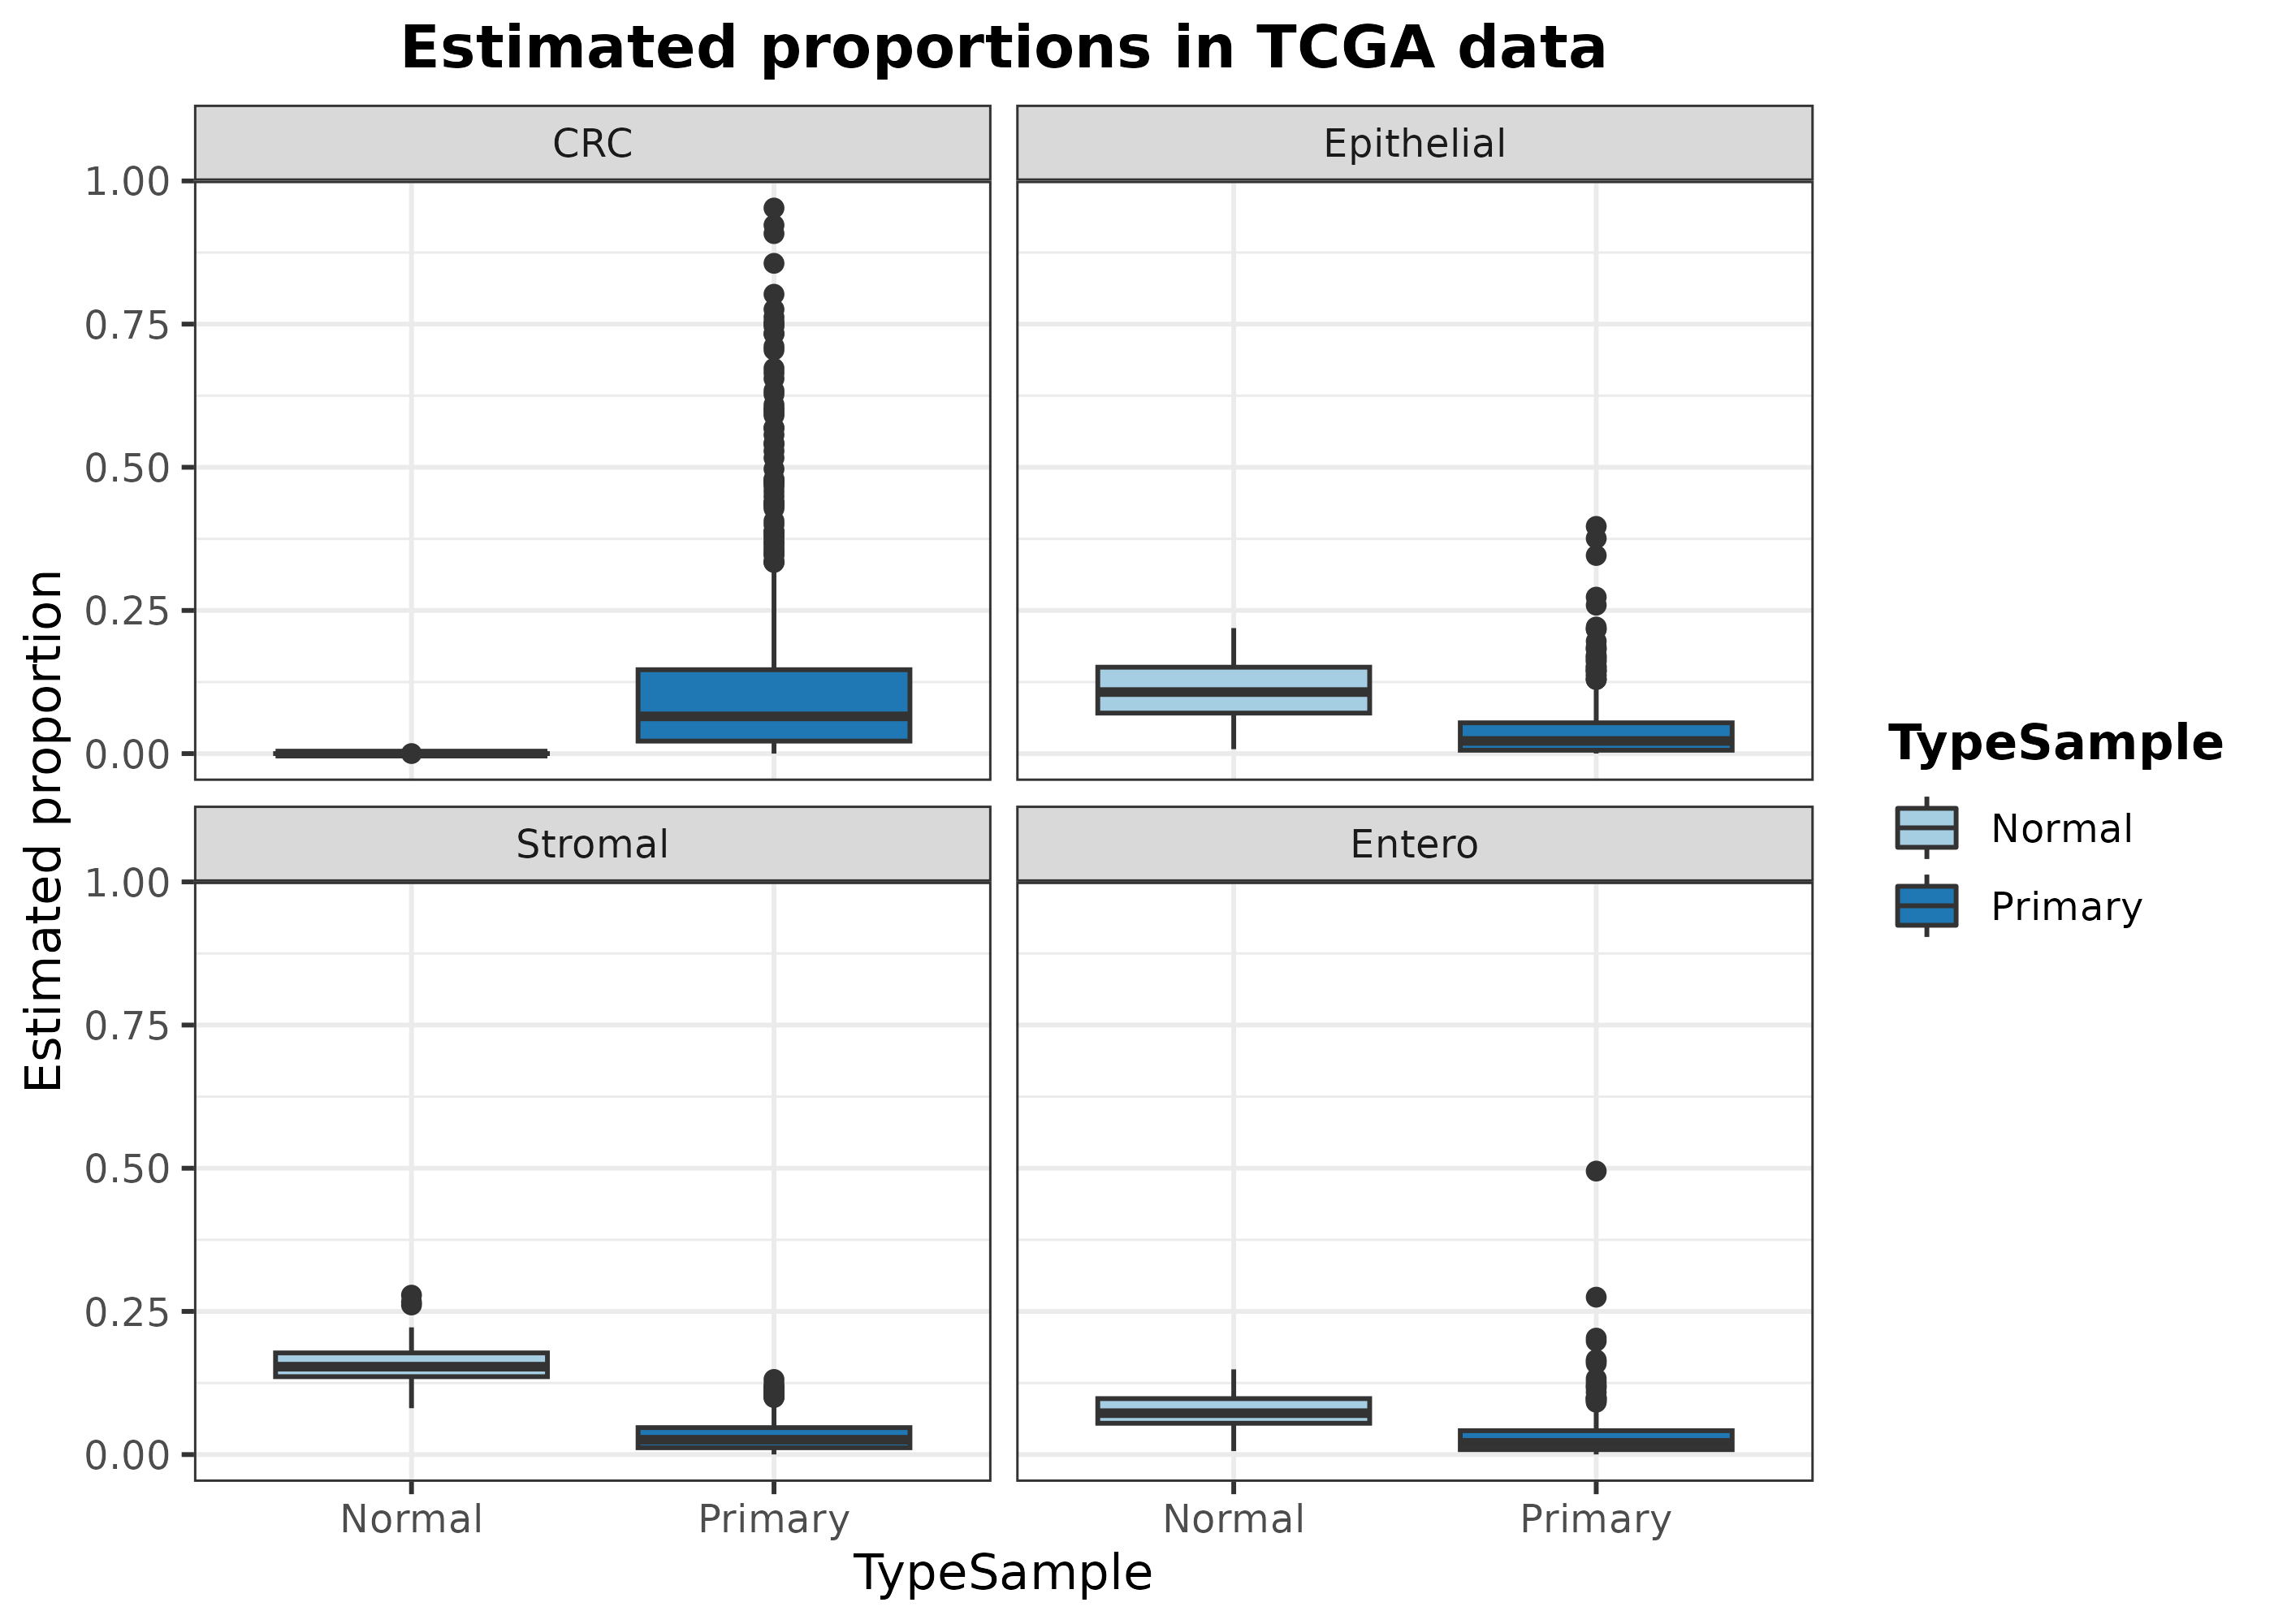 Estimated proportions in TCGA data
CRC
Epithelial
1.00
0.75
0.50
0.25
0.00
Stromal
Entero
1.00
0.75
0.50
0.25
0.00
Estimated proportion
Normal
Primary
Normal
Primary
TypeSample
TypeSample
Normal
Primary